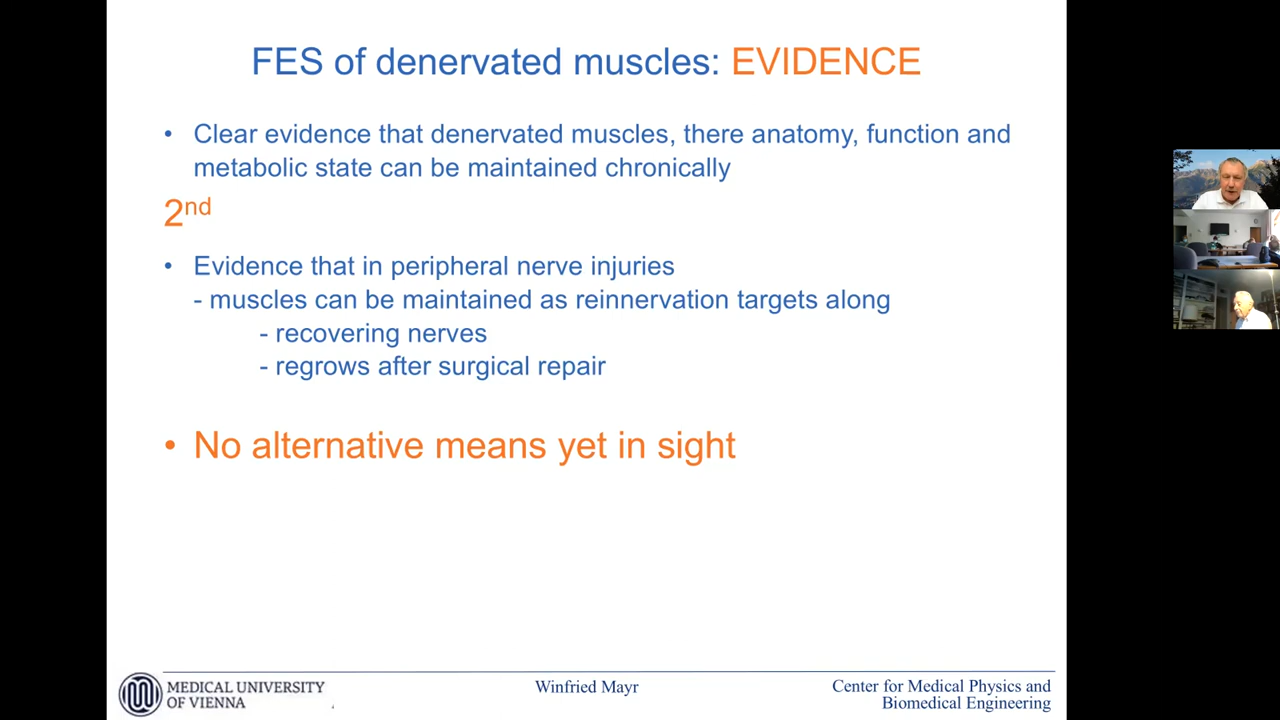 FES of denervated muscles: EVIDENCE
• Clear evidence that denervated muscles, there anatomy, function and
metabolic state can be maintained chronically
2nd
• Evidence that in peripheral nerve injuries
- muscles can be maintained as reinnervation targets along
- recovering nerves
- regrows after surgical repair
• No alternative means yet in sight
MEDICAL UNIVERSITY
OF VIENNA
Winfried Mayr
Center for Medical Physics and
Biomedical Engineering